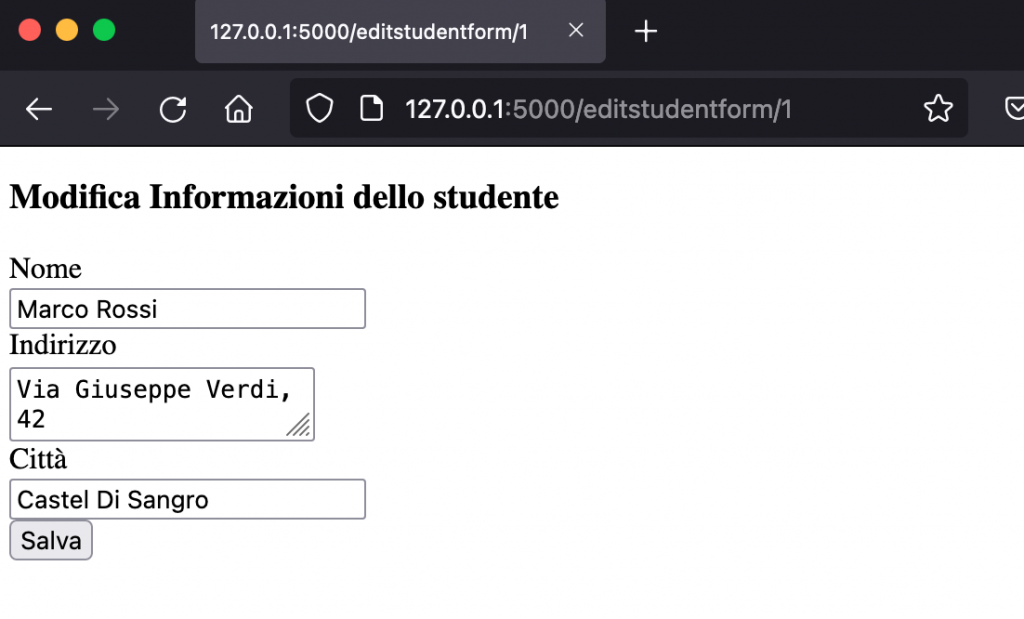 127.0.0.1:5000/editstudentform/1
127.0.0.1:5000/editstudentform/1
Modifica Informazioni dello studente
Nome
Marco Rossi
Indirizzo
Via Giuseppe Verdi,
42
Città
Castel Di Sangro
Salva